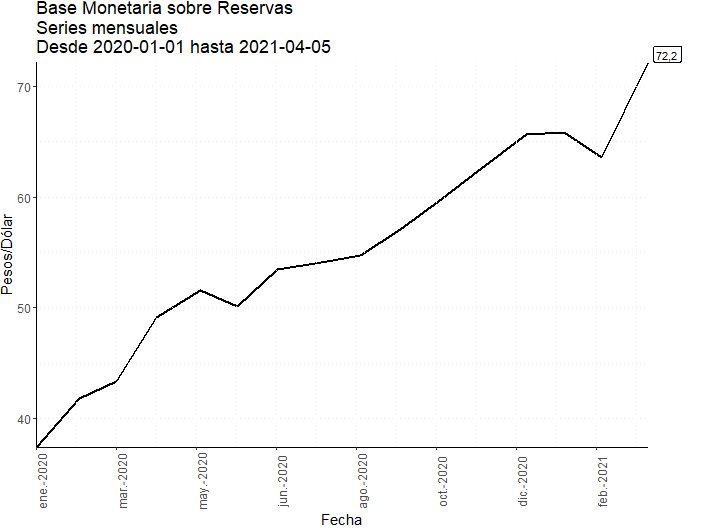 Base Monetaria sobre Reservas
Series mensuales
Desde 2020-01-01 hasta 2021-04-05
72,2
70
60
50
40
Pesos/Dólar
ene.-2020
mar.-2020
may.-2020
jun.-2020
ago.-2020
oct.-2020
dic.-2020
feb.-2021
Fecha